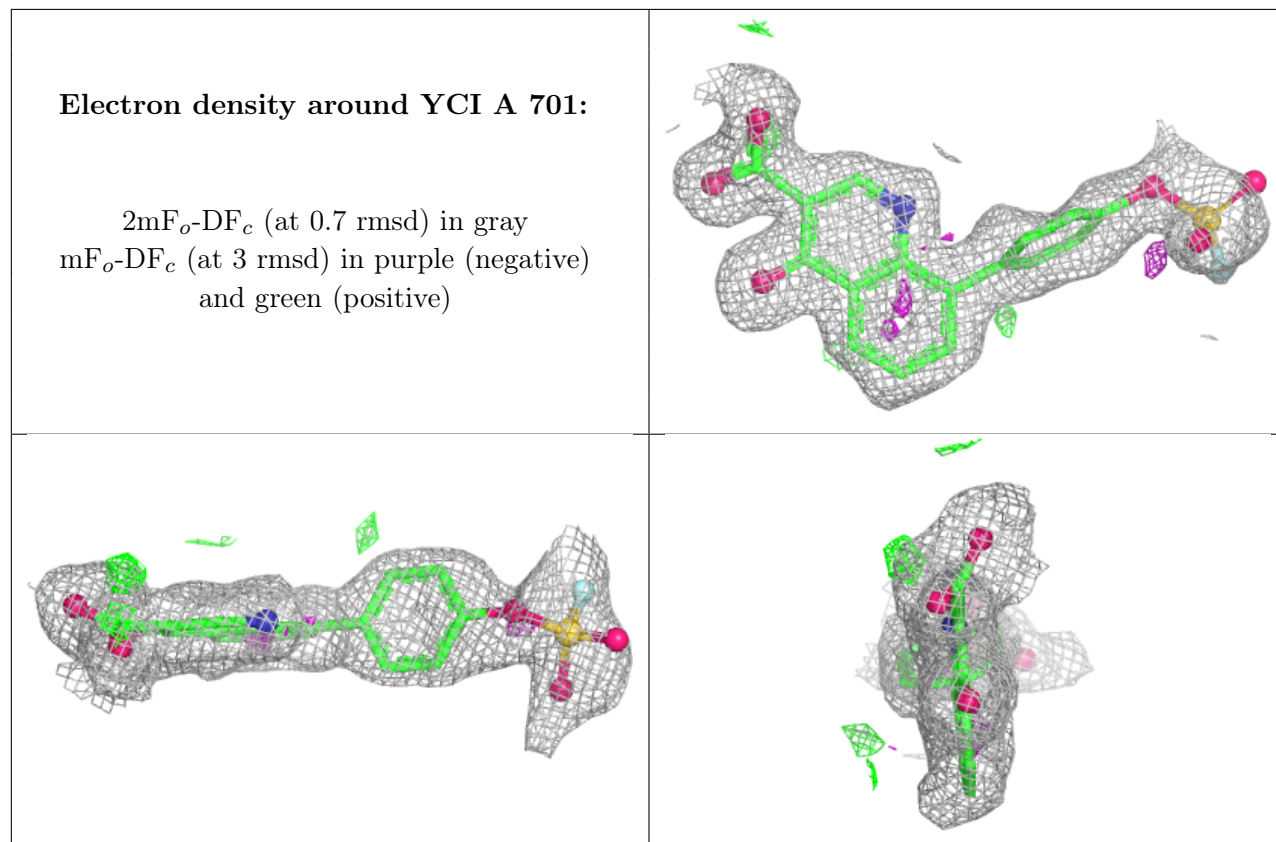 Electron density around YCI A 701:
2mFo-DFc (at 0.7 rmsd) in gray
mFo-DFc (at 3 rmsd) in purple (negative)
and green (positive)